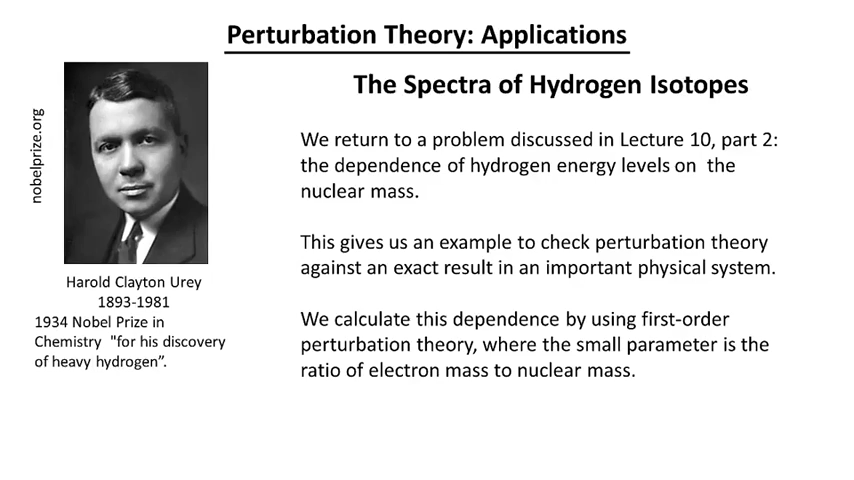 Perturbation Theory: Applications
The Spectra of Hydrogen Isotopes
nobelprize.org
Harold Clayton Urey
1893-1981
1934 Nobel Prize in
Chemistry "for his discovery
of heavy hydrogen”.
We return to a problem discussed in Lecture 10, part 2:
the dependence of hydrogen energy levels on the
nuclear mass.
This gives us an example to check perturbation theory
against an exact result in an important physical system.
We calculate this dependence by using first-order
perturbation theory, where the small parameter is the
ratio of electron mass to nuclear mass.